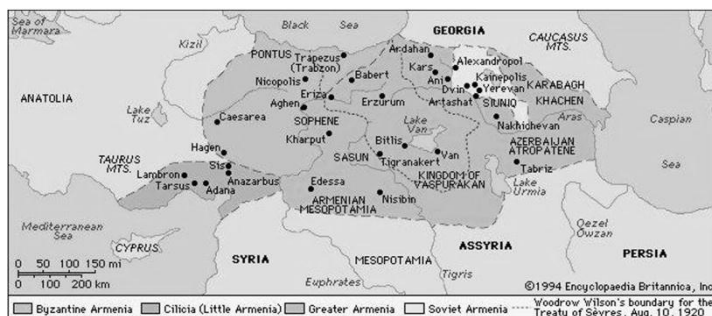 Sea of
Marmara
Black Sea
GEORGIA
CAUCASUS
MTS.
Kizil
PONTUS
Trapezus
(Trabzon)
Ardahan
Alexandropol
Nicopolis
Babert
Kars
Ani
Kainepolis
Dvin
Yerevan
KARABAGH
ANATOLIA
Eriza
Erzurum
Artashat
SIUNIQ
KHACHEN
Lake
Tuz
Caesarea
Aghen
SOPHENE
Kharput
Lake
Van
Aras
Nakhichevan
Caspian
Sea
Hagen
Bitlis
AZERBAIJAN
ATROPATENE
TAURUS
MTS.
Sis
SASUN
Tigranakert
Van
Tabriz
Lambron
Tarsus
Adana
Anazarbus
Edessa
KINGDOM OF
VASPURAKAN
Lake
Urmia
ARMENIAN
MESOPOTAMIA
Nisibin
Mediterranean
Sea
CYPRUS
SYRIA
MESOPOTAMIA
ASSYRIA
Qezel
Owzan
PERSIA
0 50 100 150 mi
0 100 200 km
Euphrates
Tigris
©1994 Encyclopaedia Britannica, Inc
Byzantine Armenia
Cilicia (Little Armenia)
Greater Armenia
Soviet Armenia
Woodrow Wilson's boundary for the
Treaty of Sèvres, Aug. 10, 1920